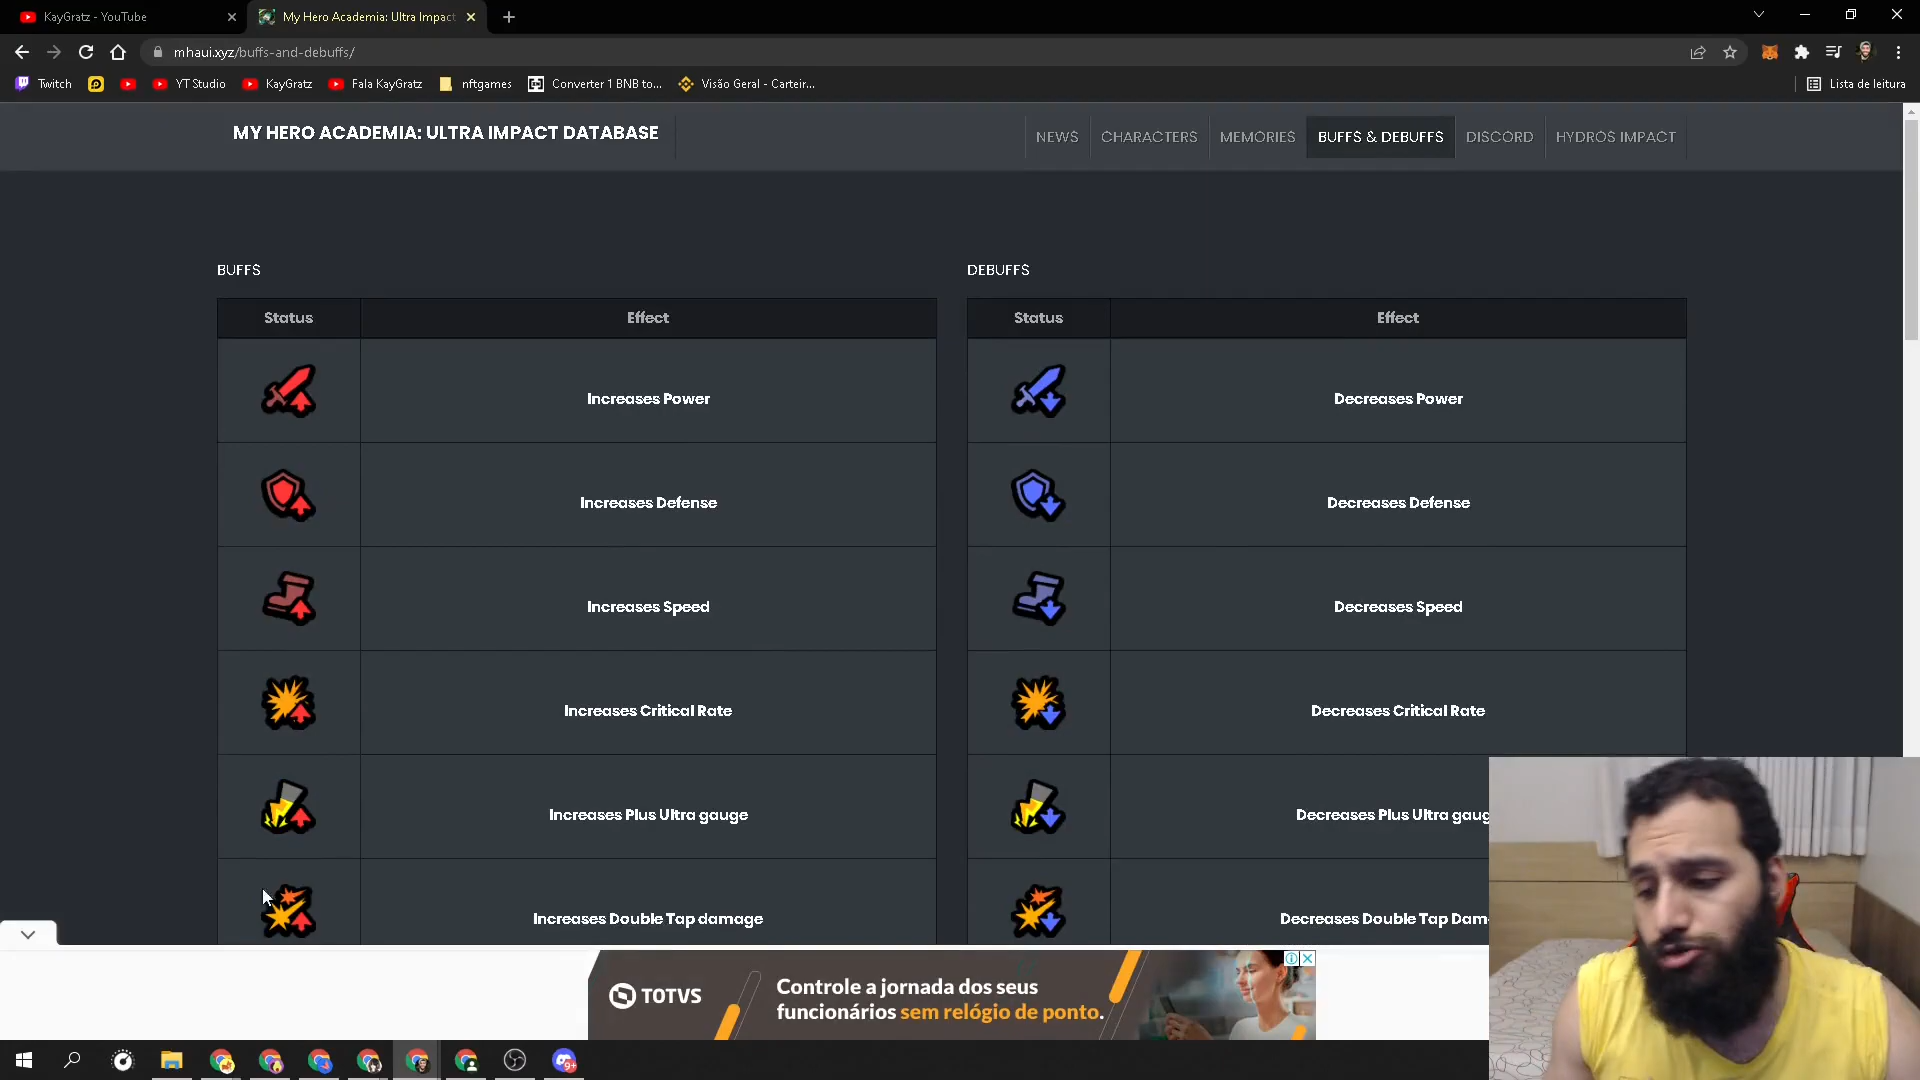 KayGratz - YouTube
My Hero Academia: Ultra Impact
mhaui.xyz/buffs-and-debuffs/
Twitch
YT Studio
KayGratz
Fala KayGratz
nftgames
Converter 1 BNB to...
Visão Geral - Carteir...
Lista de leitura
MY HERO ACADEMIA: ULTRA IMPACT DATABASE
NEWS
CHARACTERS
MEMORIES
BUFFS & DEBUFFS
DISCORD
HYDROS IMPACT
BUFFS
Status
Effect
Increases Power
Increases Defense
Increases Speed
Increases Critical Rate
Increases Plus Ultra gauge
Increases Double Tap damage
DEBUFFS
Status
Effect
Decreases Power
Decreases Defense
Decreases Speed
Decreases Critical Rate
Decreases Plus Ultra gaug
Decreases Double Tap Dam
TOTVS
Controle a jornada dos seus
funcionários sem relógio de ponto.
9+